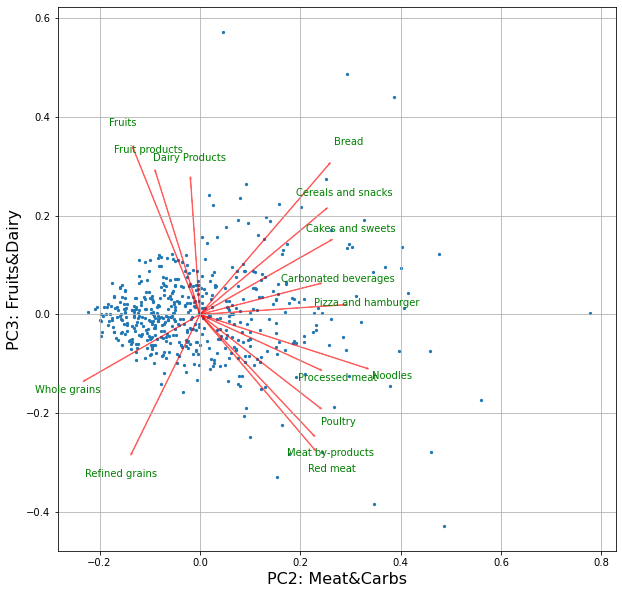 0.6
0.4
Fruits
Bread
Fruit products
Dairy Products
Cereals and snacks
0.2
Cakes and sweets
Carbonated beverages
Pizza and hamburger
0.0
Processed meat
Noodles
Whole grains
−0.2
Poultry
Meat by-products
Red meat
Refined grains
−0.4
−0.2 0.0 0.2 0.4 0.6 0.8
PC2: Meat&Carbs
PC3: Fruits&Dairy